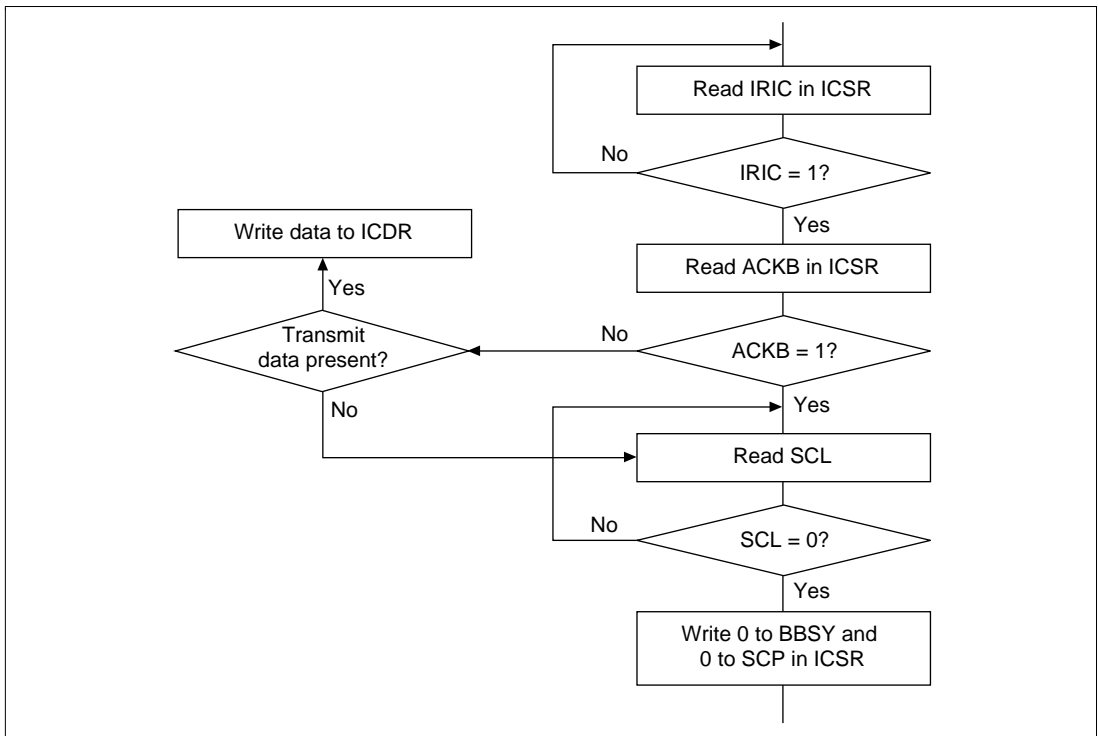 Read IRIC in ICSR
No
IRIC = 1?
Yes
Write data to ICDR
Read ACKB in ICSR
Yes
Transmit
data present?
No
ACKB = 1?
No
Yes
Read SCL
No
SCL = 0?
Yes
Write 0 to BBSY and
0 to SCP in ICSR